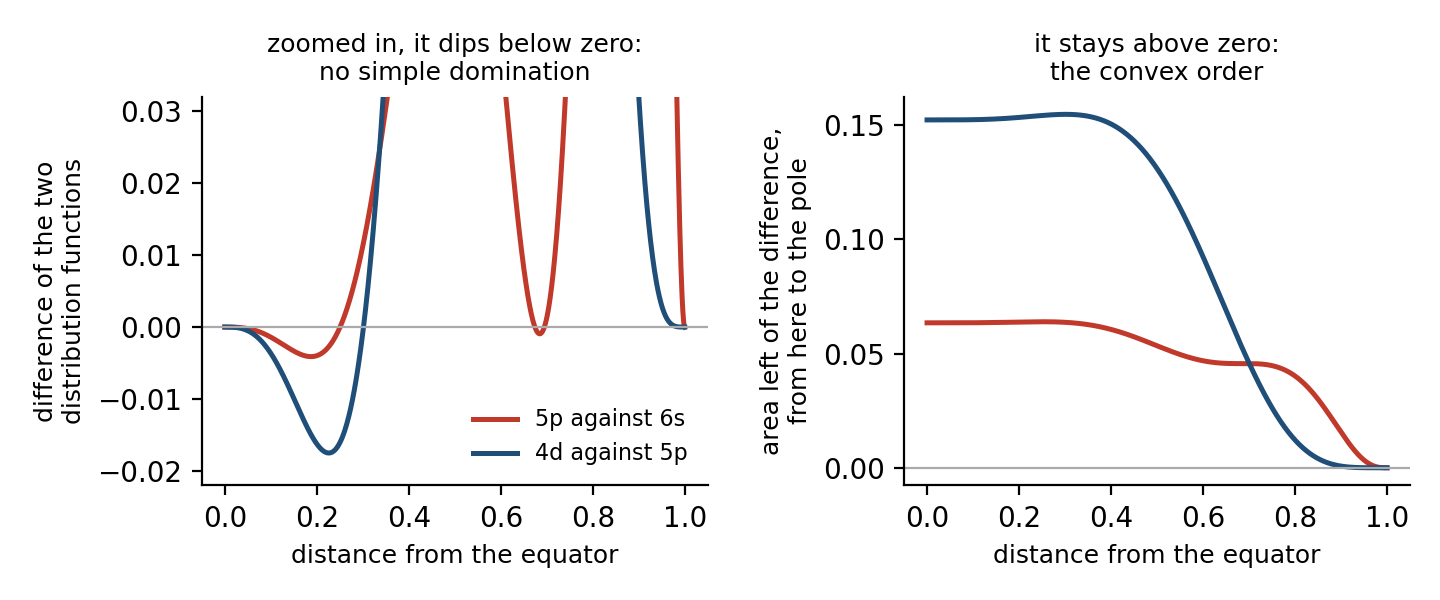 zoomed in, it dips below zero:
no simple domination
difference of the two
distribution functions
0.03
0.02
0.01
0.00
−0.01
−0.02
5p against 6s
4d against 5p
0.0 0.2 0.4 0.6 0.8 1.0
distance from the equator
it stays above zero:
the convex order
area left of the difference,
from here to the pole
0.15
0.10
0.05
0.00
0.0 0.2 0.4 0.6 0.8 1.0
distance from the equator